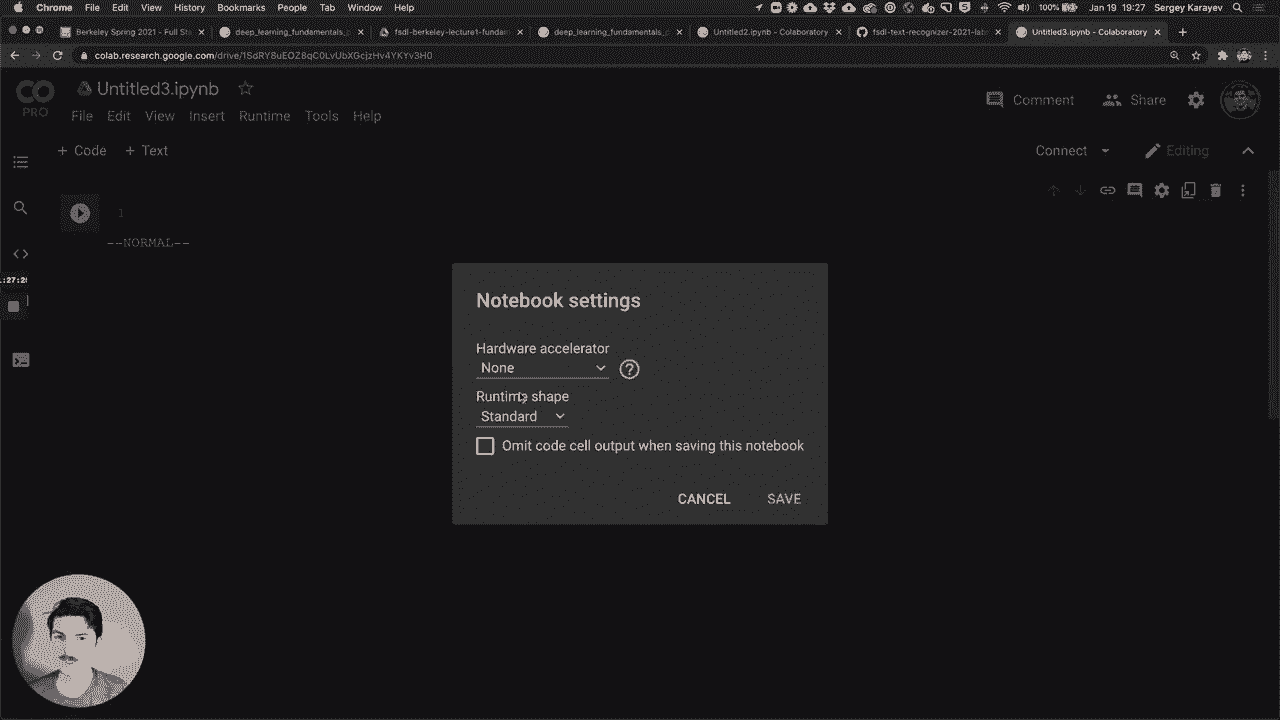 Chrome File Edit View History Bookmarks People Tab Window Help 100% Jan 19 19:27 Sergey Karayev
Berkeley Spring 2021 - Full St deep_learning_fundamentals_ fsdl-berkeley-lecture1-fundam deep_learning_fundamentals_ Untitled2.ipynb - Colaboratory fsdl-text-recognizer-2021-lab Untitled3.ipynb - Colaboratory
colab.research.google.com/drive/1SdRY8uEOZ8qC0LvUbXGcjzHv4YKYv3H0
CO
PRO
Untitled3.ipynb
File Edit View Insert Runtime Tools Help
Comment Share
+ Code + Text
Connect Editing
1
--NORMAL--
Notebook settings
Hardware accelerator
None
Runtime shape
Standard
Omit code cell output when saving this notebook
CANCEL SAVE